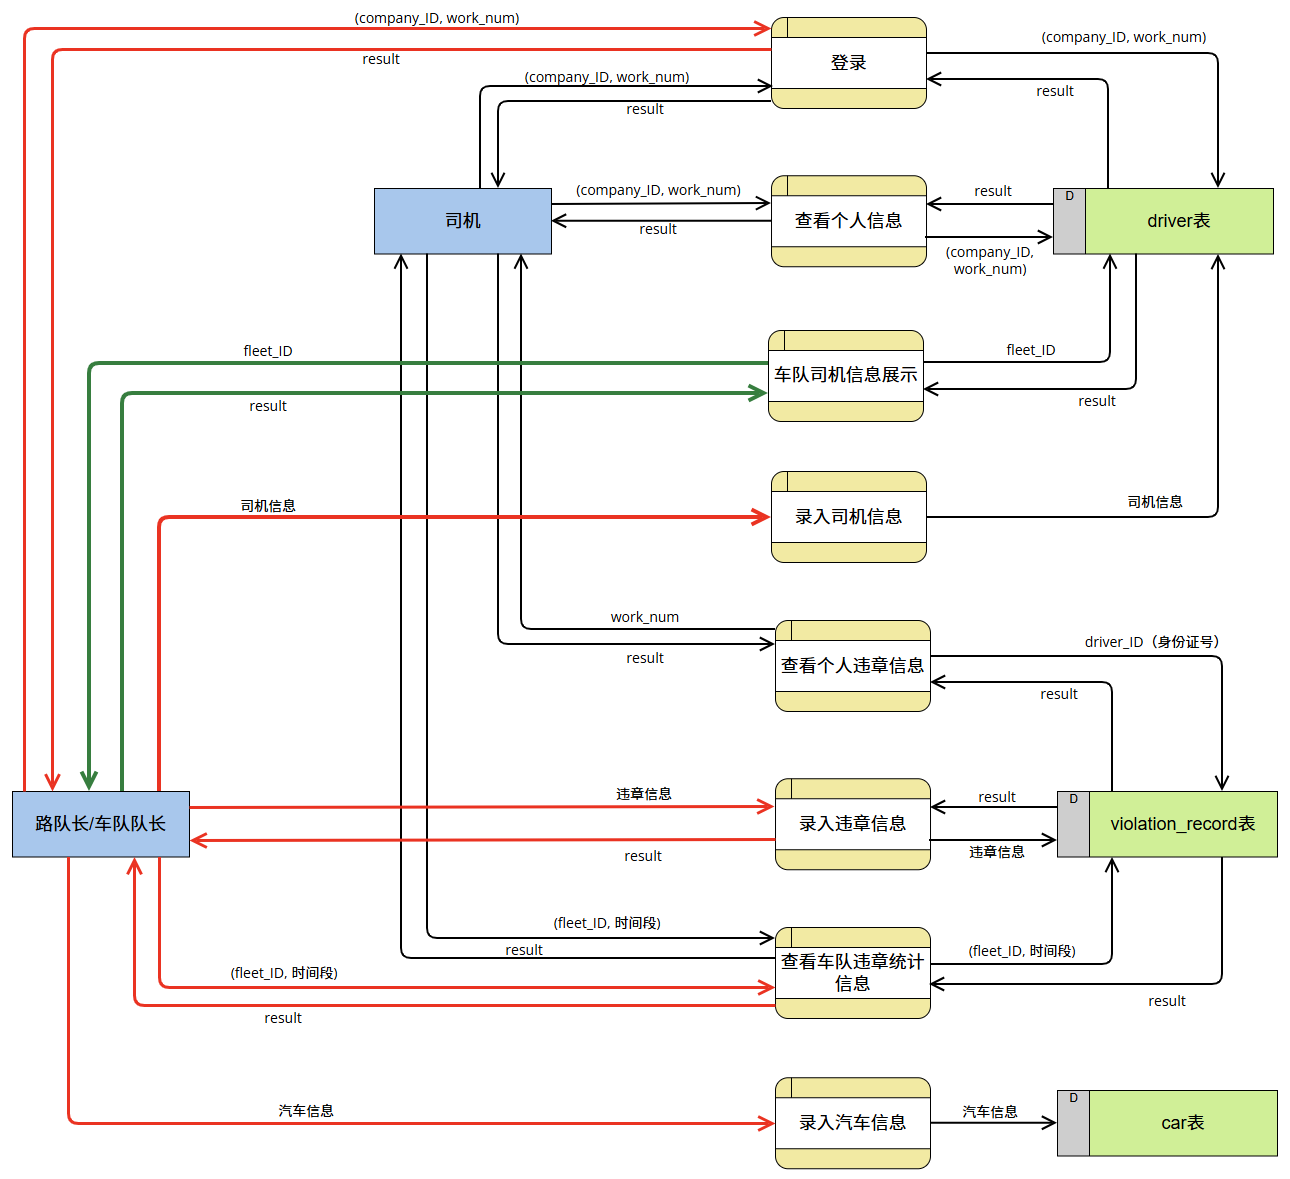 (company_ID, work_num)
result
(company_ID, work_num)
result
登录
(company_ID, work_num)
result
司机
(company_ID, work_num)
result
查看个人信息
result
(company_ID,
work_num)
D
driver表
fleet_ID
result
车队司机信息展示
fleet_ID
result
司机信息
录入司机信息
司机信息
work_num
result
查看个人违章信息
driver_ID（身份证号）
result
路队长/车队队长
违章信息
result
录入违章信息
result
违章信息
D
violation_record表
(fleet_ID, 时间段)
result
(fleet_ID, 时间段)
result
查看车队违章统计
信息
(fleet_ID, 时间段)
result
汽车信息
录入汽车信息
汽车信息
D
car表